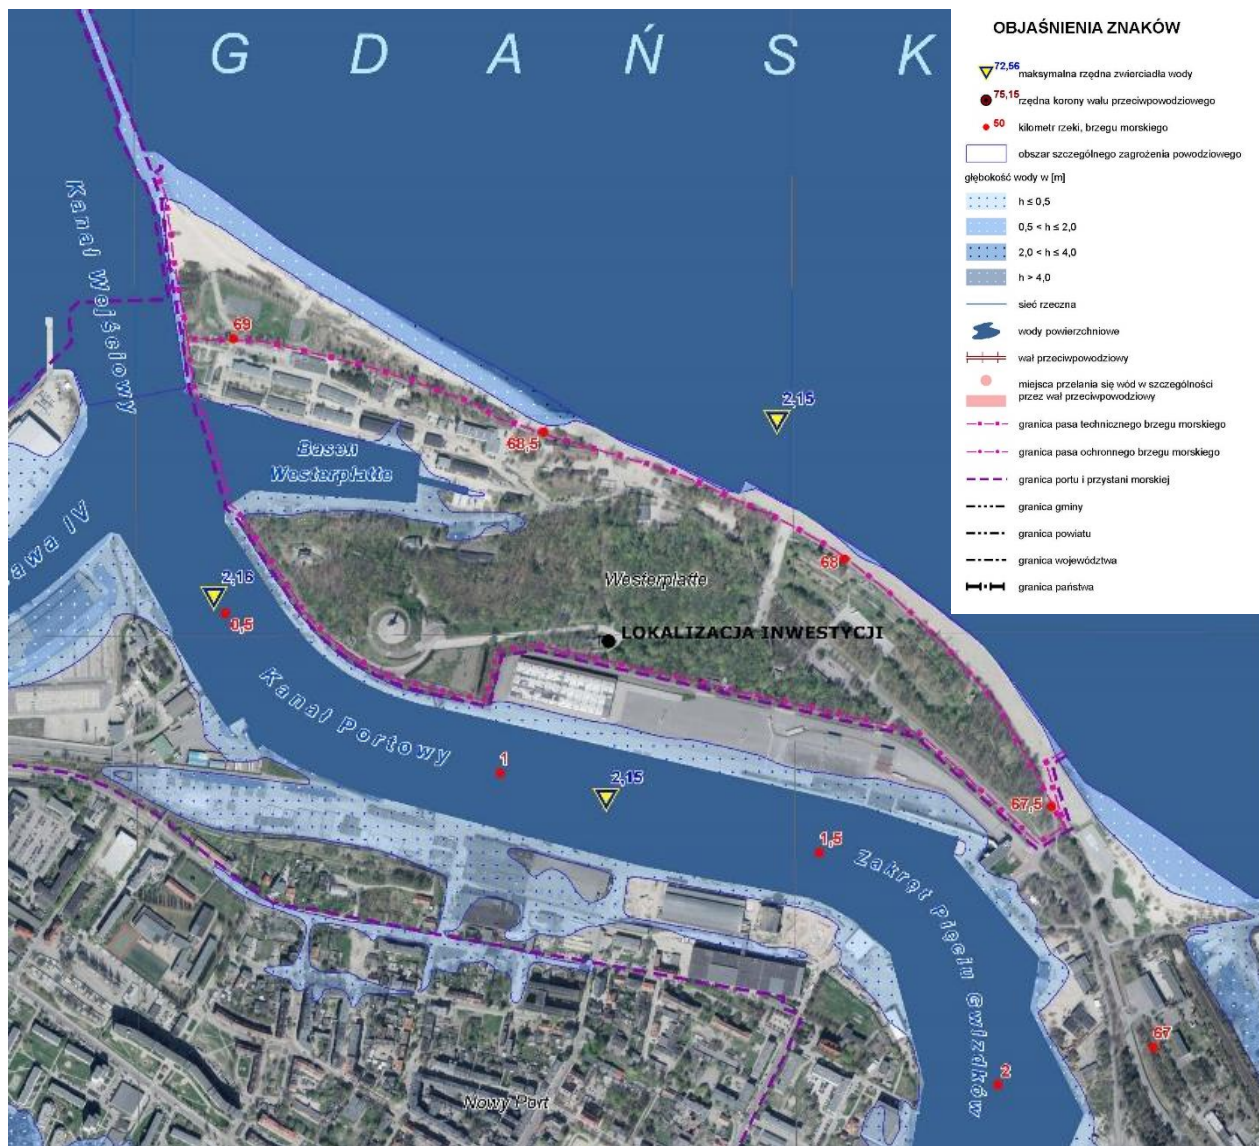 G D A Ń S K
Kanał Wejściowy
69
68,5
2,15
Basen
Westerplatte
68
Westerplatte
awa IV
2,16
0,5
LOKALIZACJA INWESTYCJI
Kanał Portowy
1
2,15
67,5
1,5
Zakręt Pięciu Gwizdków
67
2
Nowy Port
OBJAŚNIENIA ZNAKÓW
72,56 maksymalna rzędna zwierciadła wody
75,15 rzędna korony wału przeciwpowodziowego
50 kilometr rzeki, brzegu morskiego
obszar szczególnego zagrożenia powodziowego
głębokość wody w [m]
h ≤ 0,5
0,5 < h ≤ 2,0
2,0 < h ≤ 4,0
h > 4,0
sieć rzeczna
wody powierzchniowe
wał przeciwpowodziowy
miejsca przelania się wód w szczególności
przez wał przeciwpowodziowy
granica pasa technicznego brzegu morskiego
granica pasa ochronnego brzegu morskiego
granica portu i przystani morskiej
granica gminy
granica powiatu
granica województwa
granica państwa